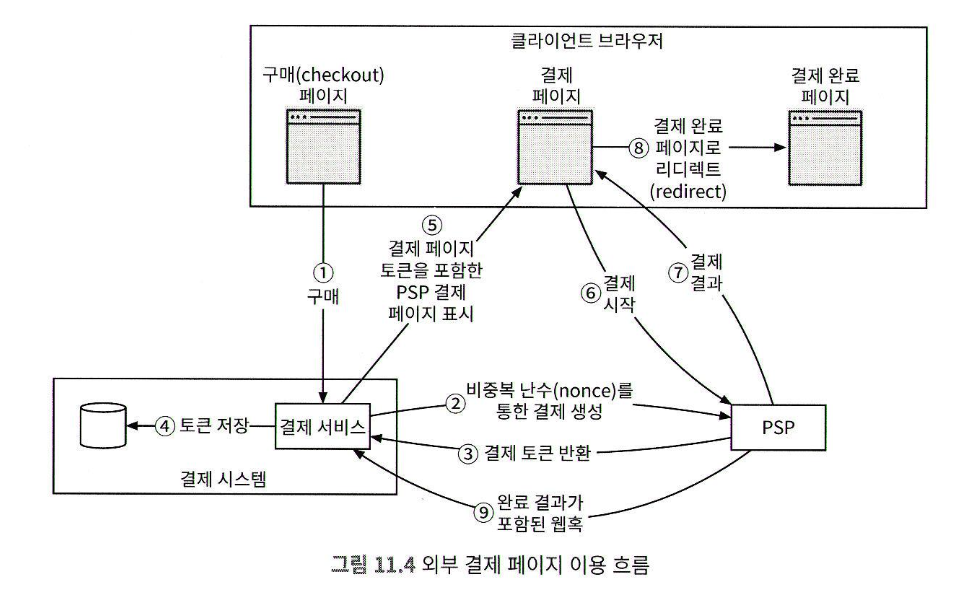 클라이언트 브라우저
구매(checkout)
페이지
결제
페이지
결제 완료
페이지
⑧
결제 완료
페이지로
리디렉트
(redirect)
①
구매
⑤
결제 페이지
토큰을 포함한
PSP 결제
페이지 표시
⑥ 결제
시작
⑦ 결제
결과
② 비중복 난수(nonce)를
통한 결제 생성
④ 토큰 저장
결제 서비스
PSP
③ 결제 토큰 반환
결제 시스템
⑨ 완료 결과가
포함된 웹훅
그림 11.4 외부 결제 페이지 이용 흐름